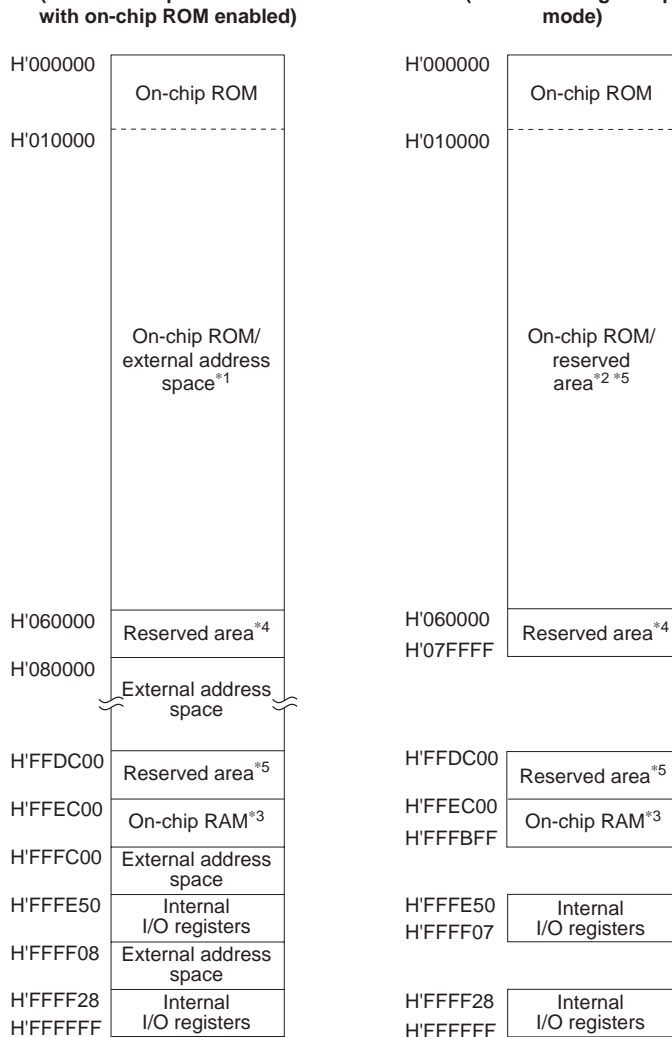 with on-chip ROM enabled)
H'000000
On-chip ROM
H'010000
On-chip ROM/
external address
space*1
H'060000
Reserved area*4
H'080000
External address
space
H'FFDC00
Reserved area*5
H'FFEC00
On-chip RAM*3
H'FFFC00
External address
space
H'FFFE50
Internal
I/O registers
H'FFFF08
External address
space
H'FFFF28
Internal
I/O registers
H'FFFFFF
mode)
H'000000
On-chip ROM
H'010000
On-chip ROM/
reserved
area*2 *5
H'060000
Reserved area*4
H'07FFFF
H'FFDC00
Reserved area*5
H'FFEC00
On-chip RAM*3
H'FFFBFF
H'FFFE50
Internal
I/O registers
H'FFFF07
H'FFFF28
Internal
I/O registers
H'FFFFFF